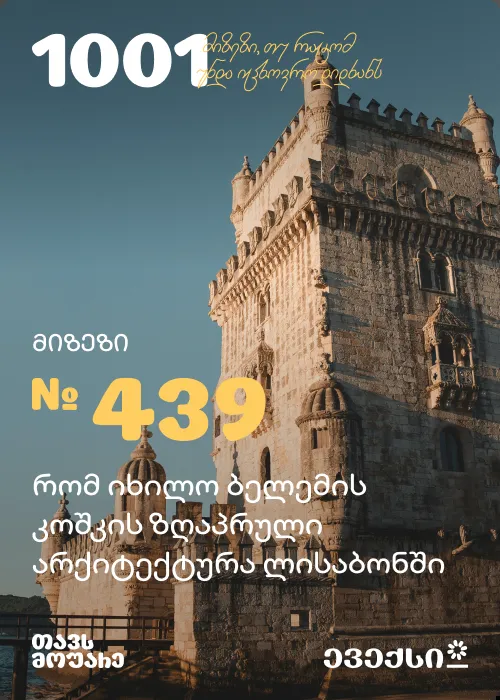 1001 მიზეზი, თუ რატომ
უნდა იცხოვრო დიდხანს
მიზეზი
№ 439
რომ იხილო ბელემის
კოშკის ზღაპრული
არქიტექტურა ლისაბონში
თავს
მოუარე
ევექსი